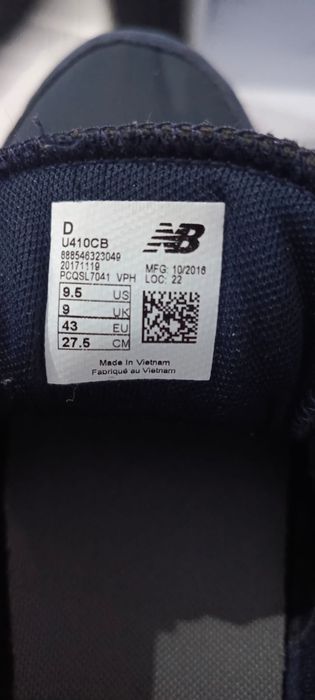 D
U410CB
888546323049
20171119
PCQSL7041 VPH
NB
MFG: 10/2016
LOC: 22
9.5 US
9 UK
43 EU
27.5 CM
Made in Vietnam
Fabriqué au Vietnam